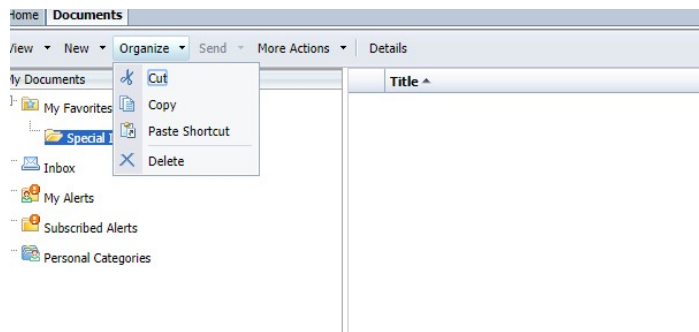 Home Documents
View New Organize Send More Actions Details
My Documents
Title
My Favorites
Special
Inbox
My Alerts
Subscribed Alerts
Personal Categories
Cut
Copy
Paste Shortcut
Delete